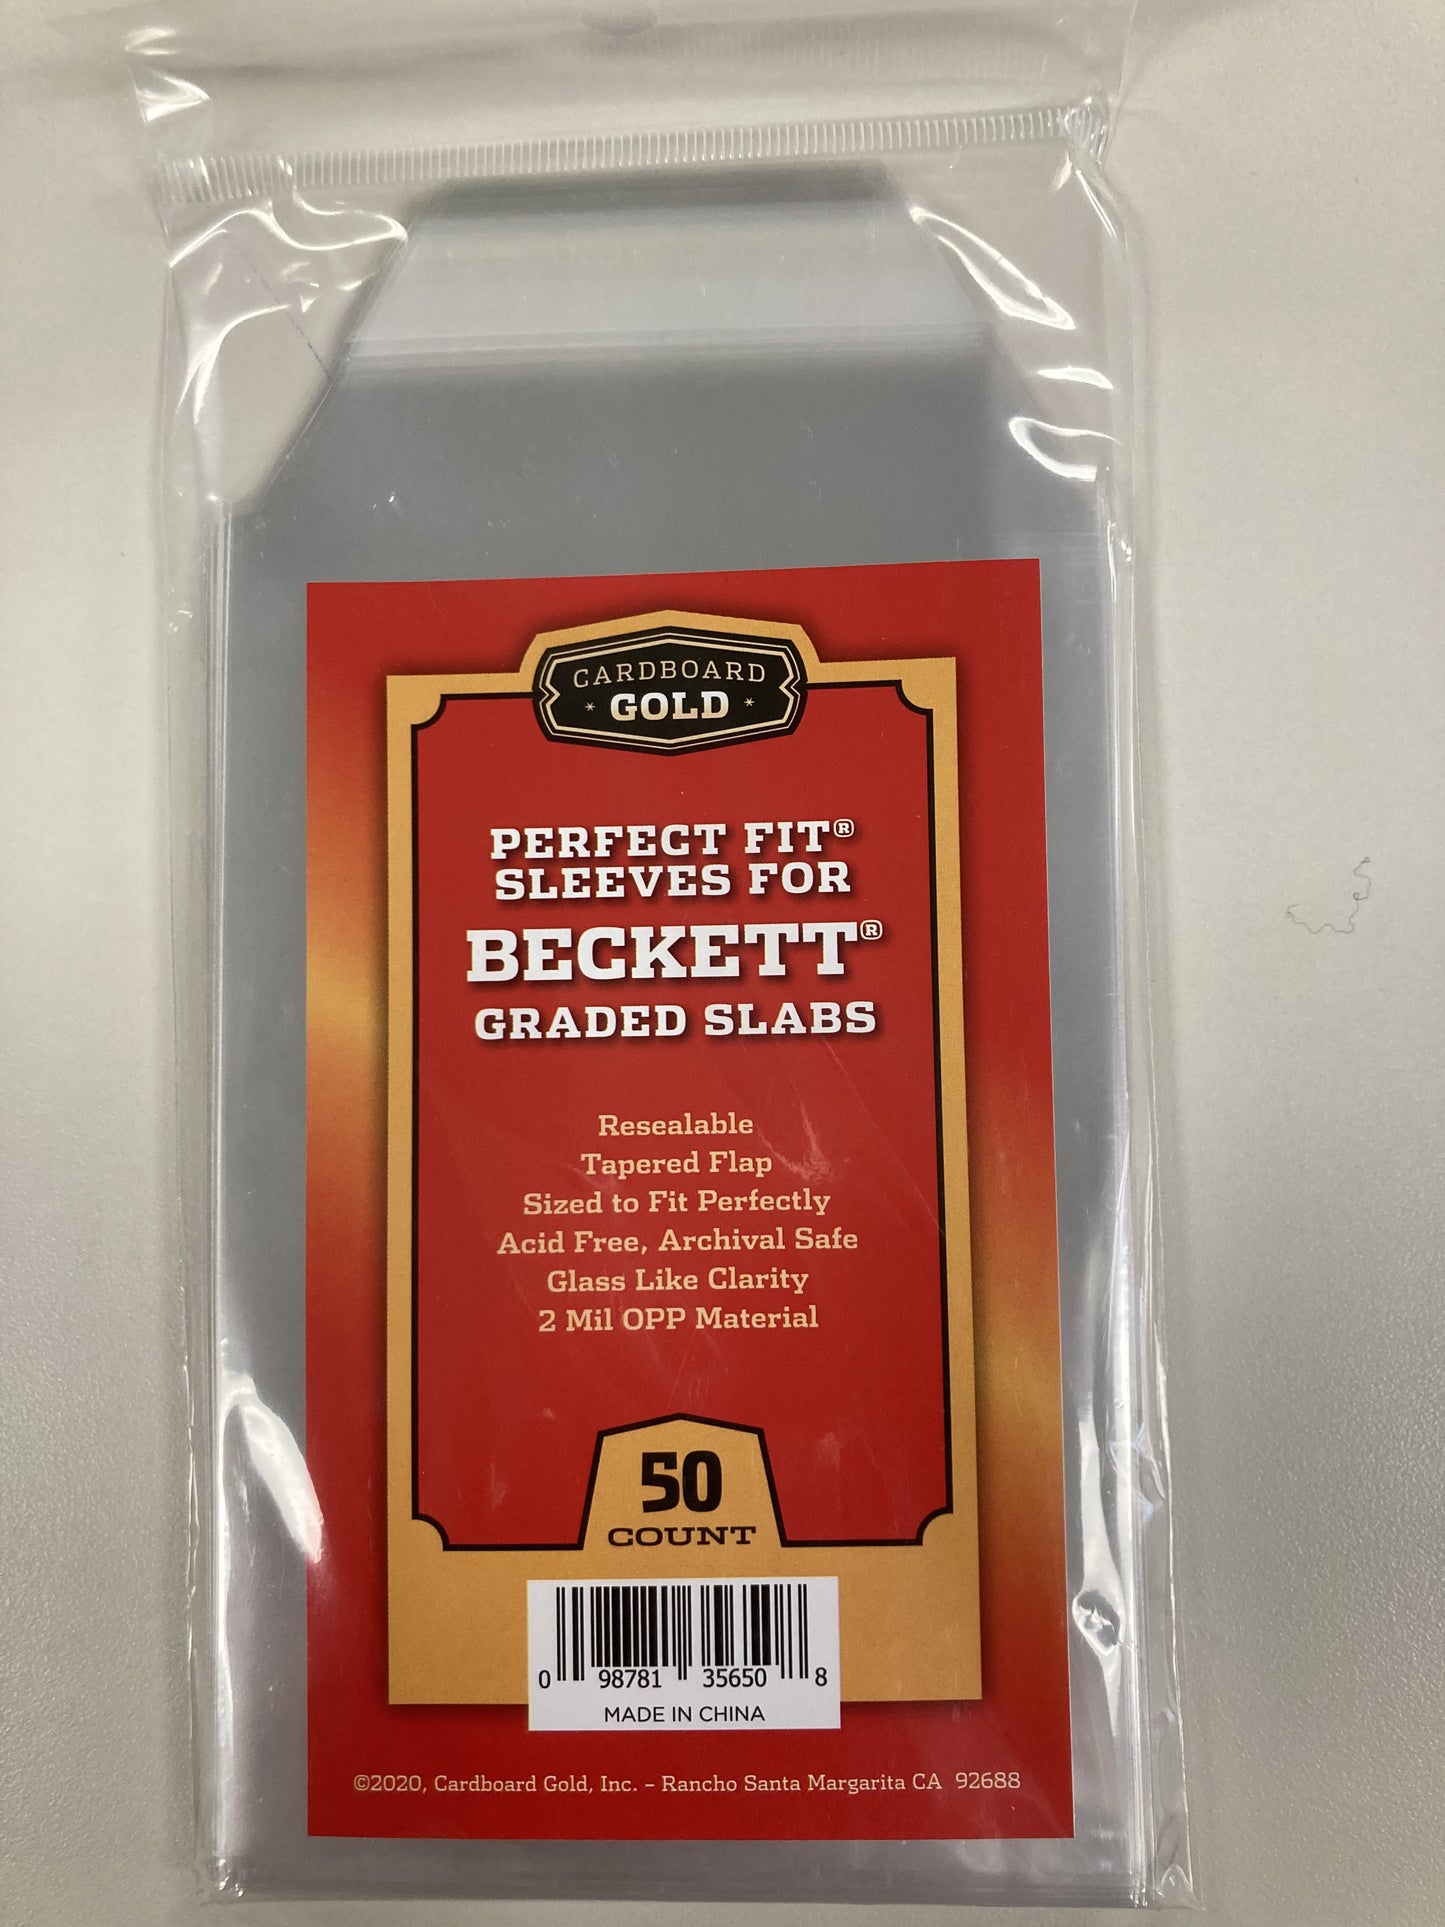 CARDBOARD
* GOLD *
PERFECT FIT®
SLEEVES FOR
BECKETT®
GRADED SLABS
Resealable
Tapered Flap
Sized to Fit Perfectly
Acid Free, Archival Safe
Glass Like Clarity
2 Mil OPP Material
50
COUNT
0 98781 35650 8
MADE IN CHINA
©2020, Cardboard Gold, Inc. – Rancho Santa Margarita CA 92688